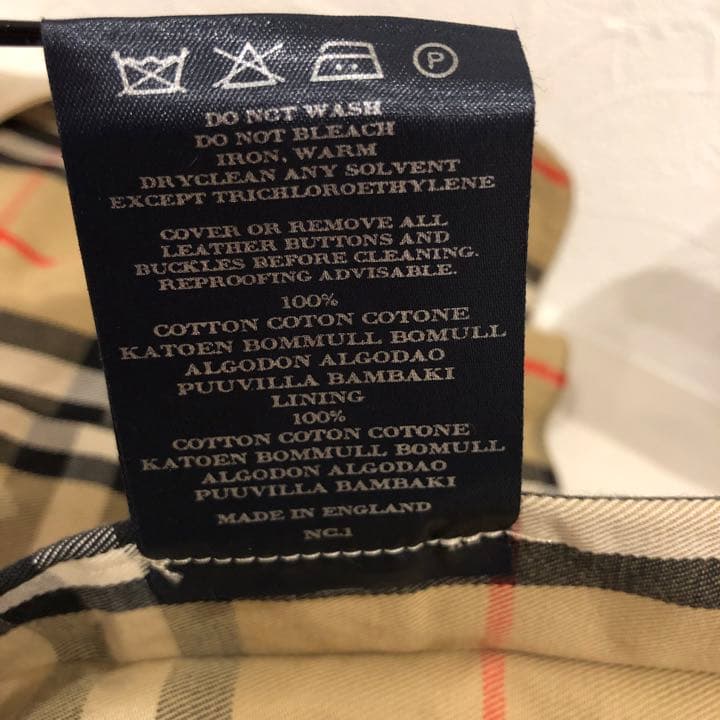 P
DO NOT WASH
DO NOT BLEACH
IRON, WARM
DRYCLEAN ANY SOLVENT
EXCEPT TRICHLOROETHYLENE
COVER OR REMOVE ALL
LEATHER BUTTONS AND
BUCKLES BEFORE CLEANING.
REPROOFING ADVISABLE.
100%
COTTON COTON COTONE
KATOEN BOMMULL BOMULL
ALGODON ALGODAO
PUUVILLA BAMBAKI
LINING
100%
COTTON COTON COTONE
KATOEN BOMMULL BOMULL
ALGODON ALGODAO
PUUVILLA BAMBAKI
MADE IN ENGLAND
NC.1